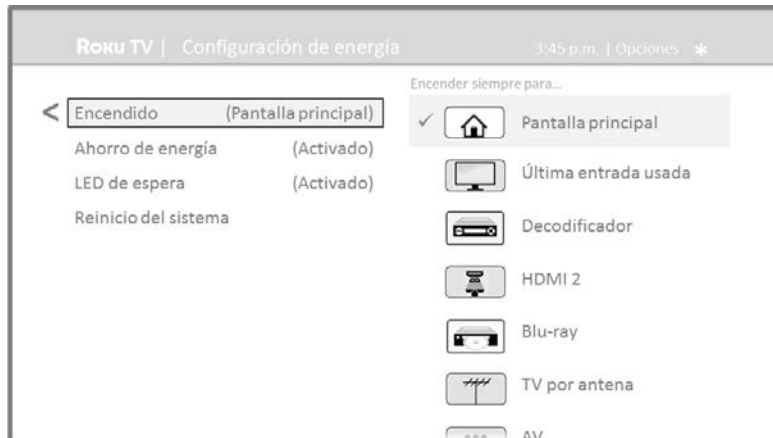 Roku TV | Configuración de energía 3:45 p.m. | Opciones ✱
Encender siempre para...
< Encendido (Pantalla principal)
Ahorro de energía (Activado)
LED de espera (Activado)
Reinicio del sistema
✓ Pantalla principal
Última entrada usada
Decodificador
HDMI 2
Blu-ray
TV por antena
AV